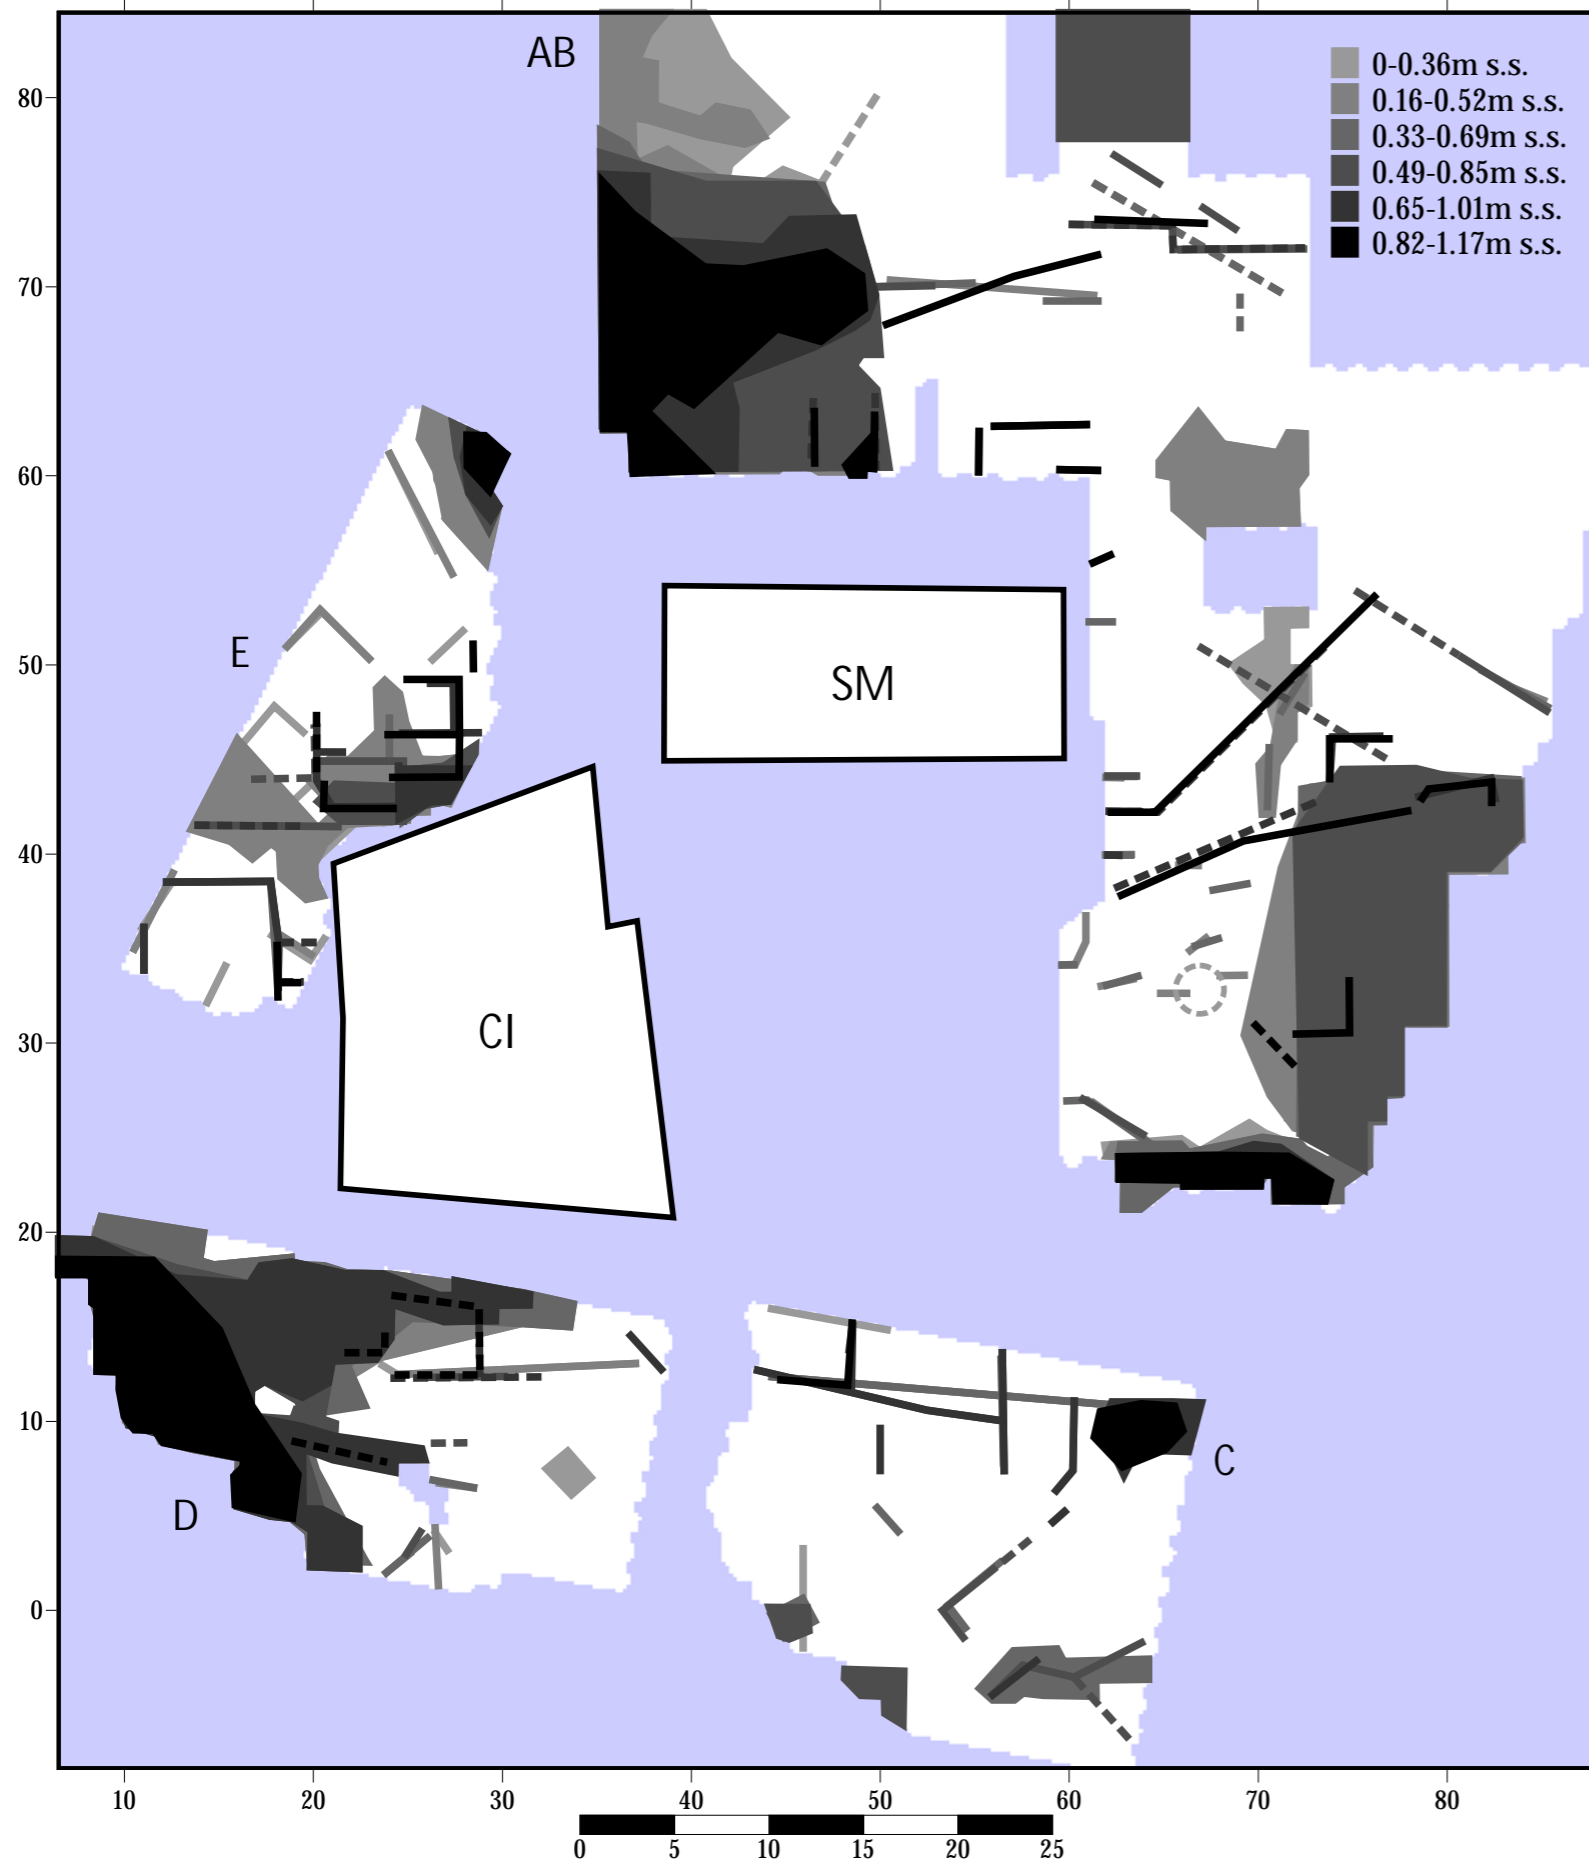 AB
0-0.36m s.s.
0.16-0.52m s.s.
0.33-0.69m s.s.
0.49-0.85m s.s.
0.65-1.01m s.s.
0.82-1.17m s.s.
80
70
60
50
40
30
20
10
0
E
SM
CI
D
C
10 20 30 40 50 60 70 80
0 5 10 15 20 25